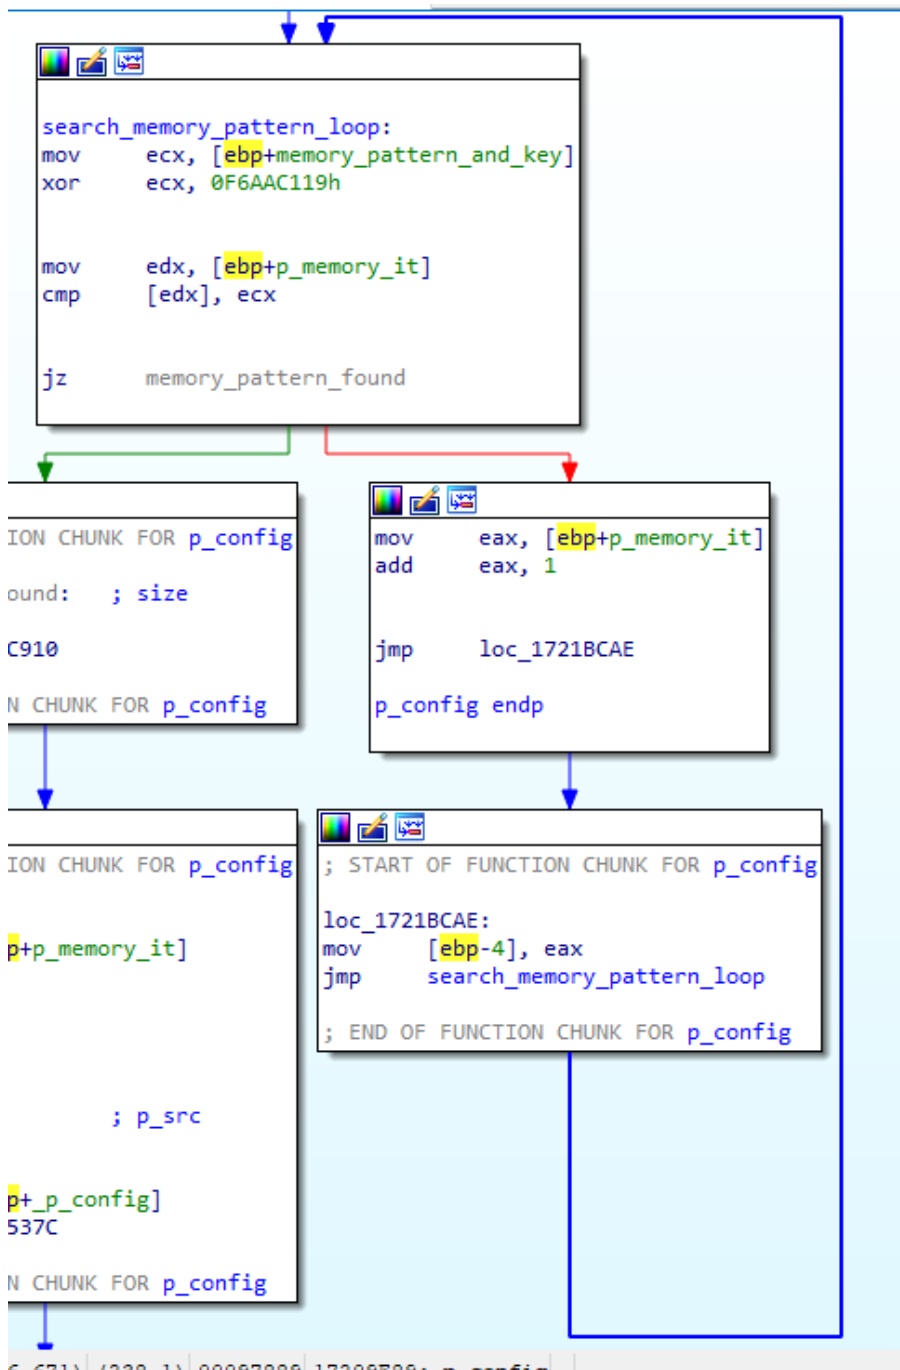 search_memory_pattern_loop:
mov ecx, [ebp+memory_pattern_and_key]
xor ecx, 0F6AAC119h
mov edx, [ebp+p_memory_it]
cmp [edx], ecx
jz memory_pattern_found
ION CHUNK FOR p_config
ound: ; size
C910
N CHUNK FOR p_config
mov eax, [ebp+p_memory_it]
add eax, 1
jmp loc_1721BCAE
p_config endp
ION CHUNK FOR p_config
p+p_memory_it]
; p_src
p+_p_config]
537C
N CHUNK FOR p_config
; START OF FUNCTION CHUNK FOR p_config
loc_1721BCAE:
mov [ebp-4], eax
jmp search_memory_pattern_loop
; END OF FUNCTION CHUNK FOR p_config